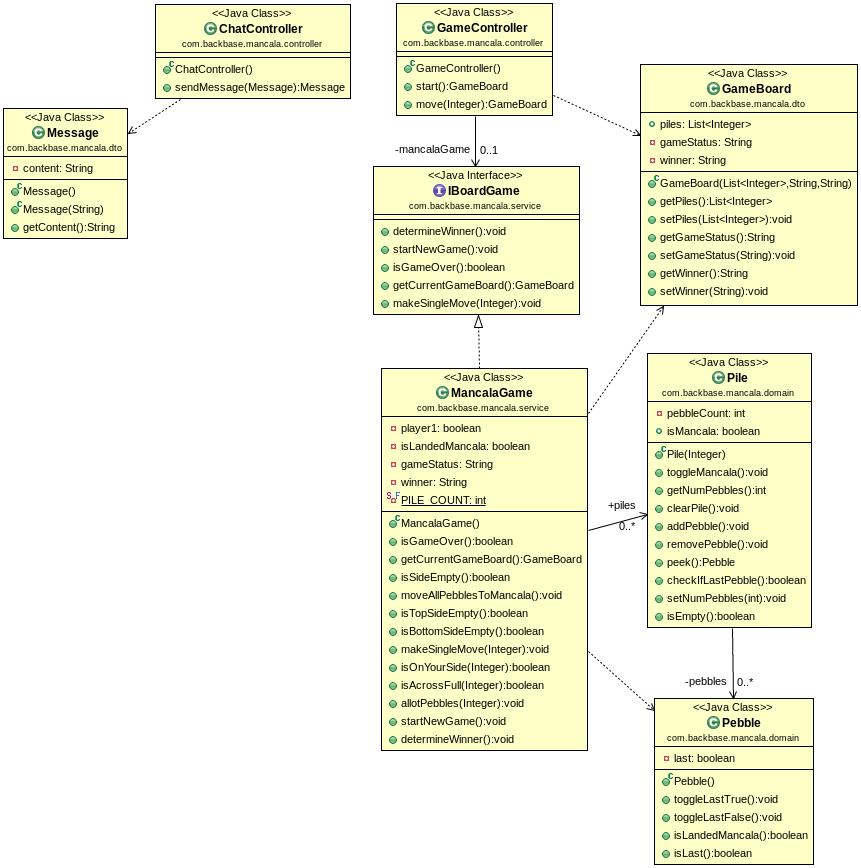 <<Java Class>>
ChatController
com.backbase.mancala.controller
ChatController()
sendMessage(Message):Message
<<Java Class>>
GameController
com.backbase.mancala.controller
GameController()
start():GameBoard
move(Integer):GameBoard
<<Java Class>>
GameBoard
com.backbase.mancala.dto
piles: List<Integer>
gameStatus: String
winner: String
GameBoard(List<Integer>,String,String)
getPiles():List<Integer>
setPiles(List<Integer>):void
getGameStatus():String
setGameStatus(String):void
getWinner():String
setWinner(String):void
<<Java Class>>
Message
com.backbase.mancala.dto
content: String
Message()
Message(String)
getContent():String
-mancalaGame 0..1
<<Java Interface>>
IBoardGame
com.backbase.mancala.service
determineWinner():void
startNewGame():void
isGameOver():boolean
getCurrentGameBoard():GameBoard
makeSingleMove(Integer):void
<<Java Class>>
MancalaGame
com.backbase.mancala.service
player1: boolean
isLandedMancala: boolean
gameStatus: String
winner: String
PILE_COUNT: int
MancalaGame()
isGameOver():boolean
getCurrentGameBoard():GameBoard
isSideEmpty():boolean
moveAllPebblesToMancala():void
isTopSideEmpty():boolean
isBottomSideEmpty():boolean
makeSingleMove(Integer):void
isOnYourSide(Integer):boolean
isAcrossFull(Integer):boolean
allotPebbles(Integer):void
startNewGame():void
determineWinner():void
+piles
0..*
<<Java Class>>
Pile
com.backbase.mancala.domain
pebbleCount: int
isMancala: boolean
Pile(Integer)
toggleMancala():void
getNumPebbles():int
clearPile():void
addPebble():void
removePebble():void
peek():Pebble
checkIfLastPebble():boolean
setNumPebbles(int):void
isEmpty():boolean
-pebbles 0..*
<<Java Class>>
Pebble
com.backbase.mancala.domain
last: boolean
Pebble()
toggleLastTrue():void
toggleLastFalse():void
isLandedMancala():boolean
isLast():boolean